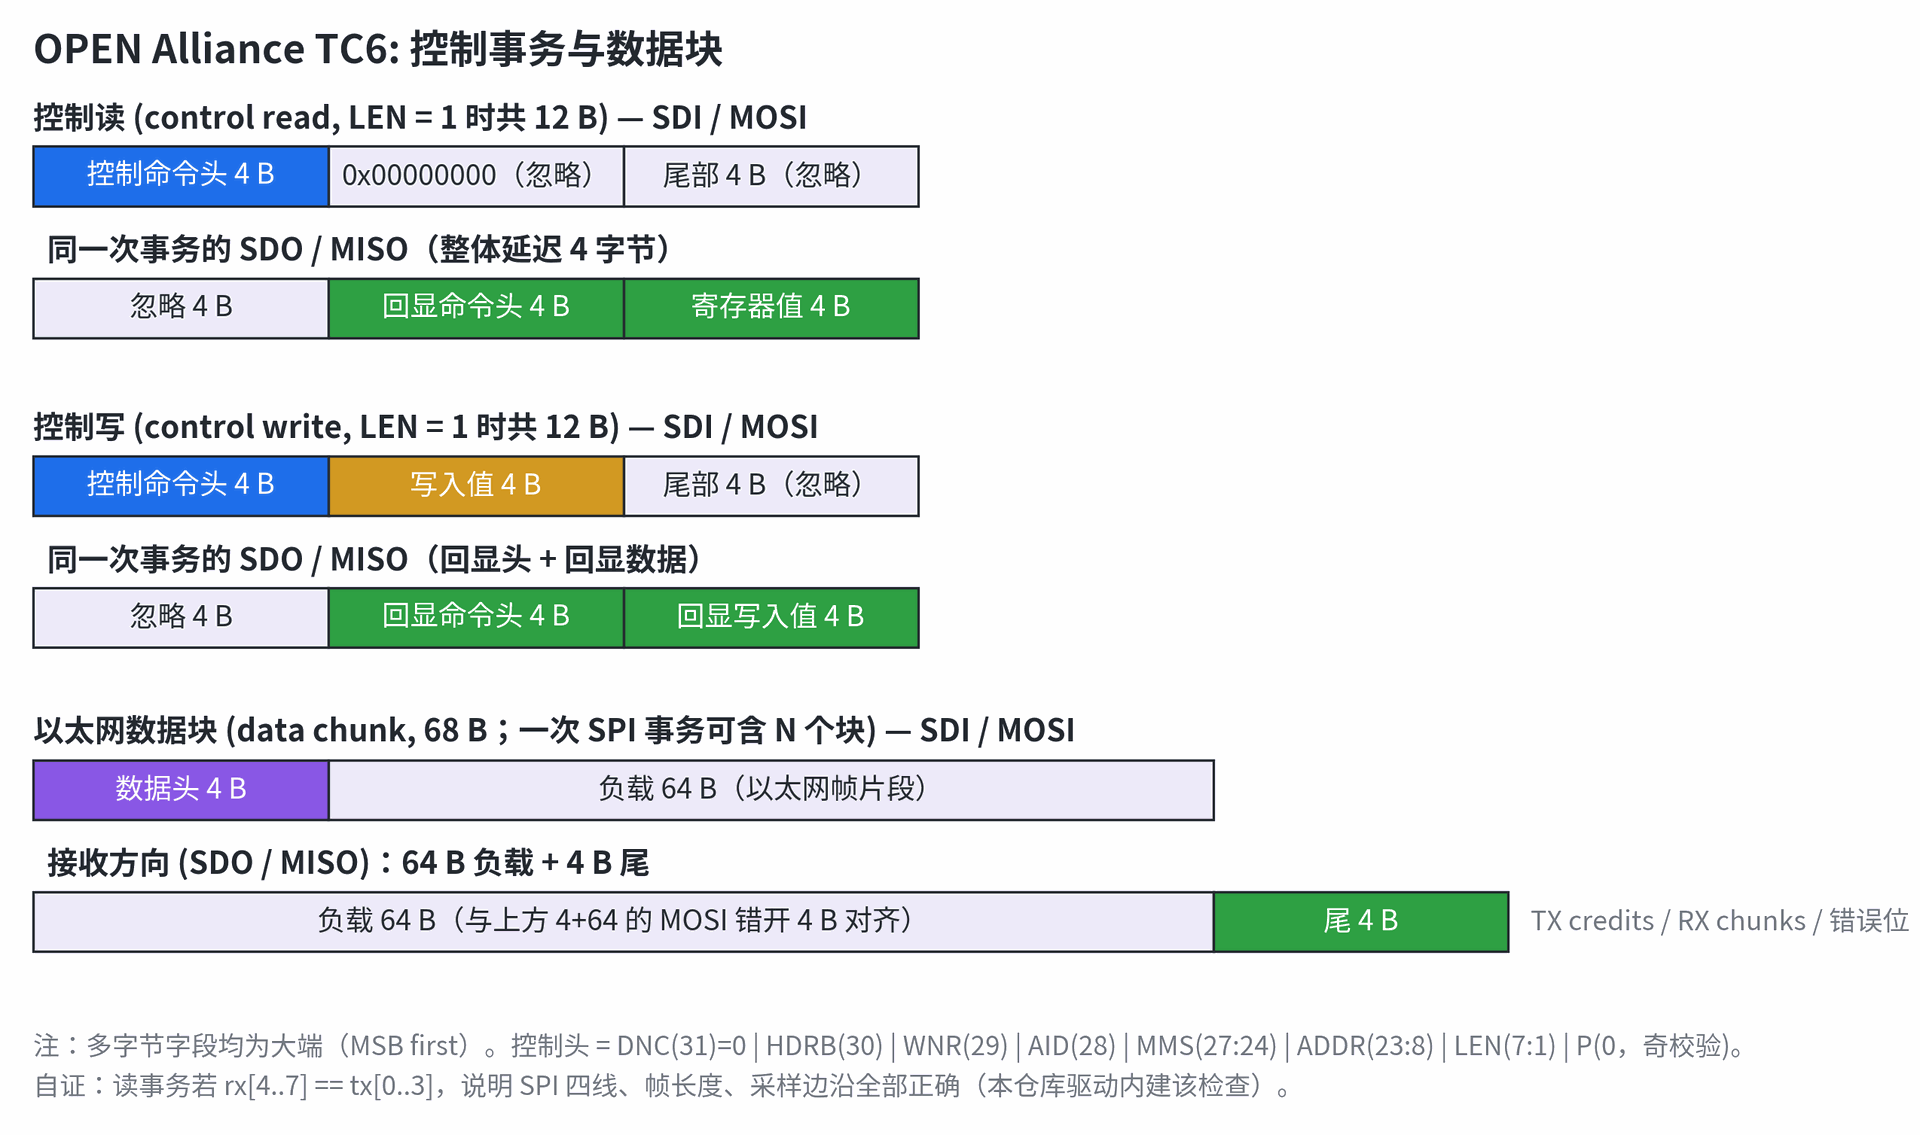 OPEN Alliance TC6: 控制事务与数据块
控制读 (control read, LEN = 1 时共 12 B) — SDI / MOSI
控制命令头 4 B
0x00000000（忽略）
尾部 4 B（忽略）
同一次事务的 SDO / MISO（整体延迟 4 字节）
忽略 4 B
回显命令头 4 B
寄存器值 4 B
控制写 (control write, LEN = 1 时共 12 B) — SDI / MOSI
控制命令头 4 B
写入值 4 B
尾部 4 B（忽略）
同一次事务的 SDO / MISO（回显头 + 回显数据）
忽略 4 B
回显命令头 4 B
回显写入值 4 B
以太网数据块 (data chunk, 68 B；一次 SPI 事务可含 N 个块) — SDI / MOSI
数据头 4 B
负载 64 B（以太网帧片段）
接收方向 (SDO / MISO)：64 B 负载 + 4 B 尾
负载 64 B（与上方 4+64 的 MOSI 错开 4 B 对齐）
尾 4 B
TX credits / RX chunks / 错误位
注：多字节字段均为大端（MSB first）。控制头 = DNC(31)=0 | HDRB(30) | WNR(29) | AID(28) | MMS(27:24) | ADDR(23:8) | LEN(7:1) | P(0，奇校验)。
自证：读事务若 rx[4..7] == tx[0..3]，说明 SPI 四线、帧长度、采样边沿全部正确（本仓库驱动内建该检查）。